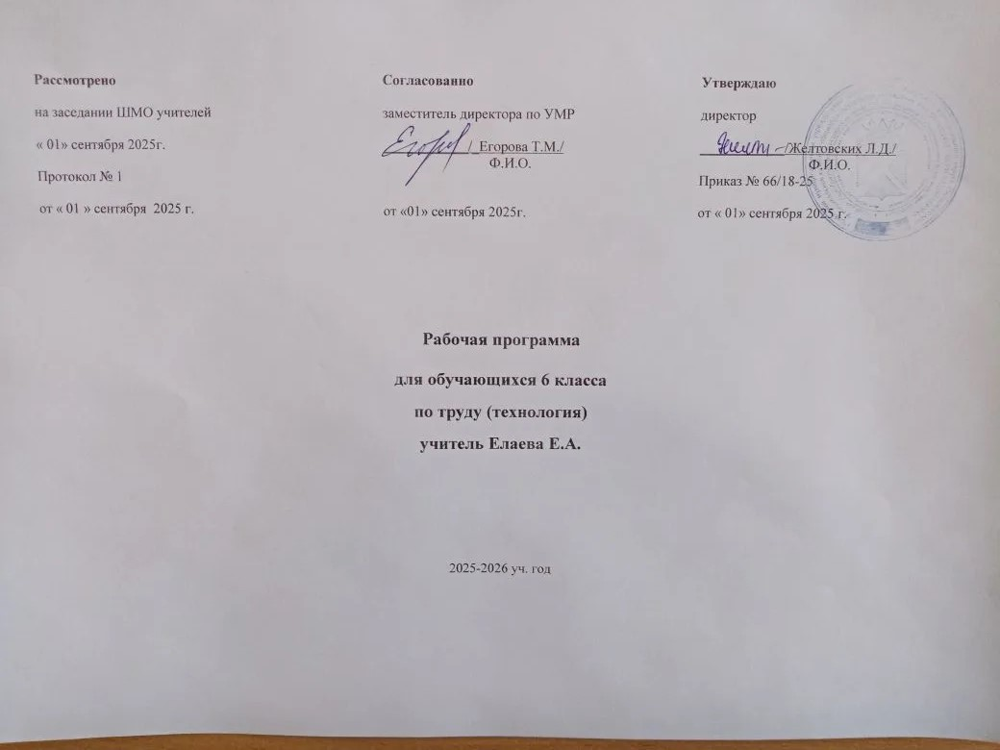 Рассмотрено
на заседании ШМО учителей
« 01» сентября 2025г.
Протокол № 1
от « 01 » сентября 2025 г.
Согласованно
заместитель директора по УМР
Егоров /_Егорова Т.М./
Ф.И.О.
от «01» сентября 2025г.
Утверждаю
директор
/Желтовских Л.Д./
Ф.И.О.
Приказ № 66/18-25
от « 01» сентября 2025 г.
Рабочая программа
для обучающихся 6 класса
по труду (технология)
учитель Елаева Е.А.
2025-2026 уч. год